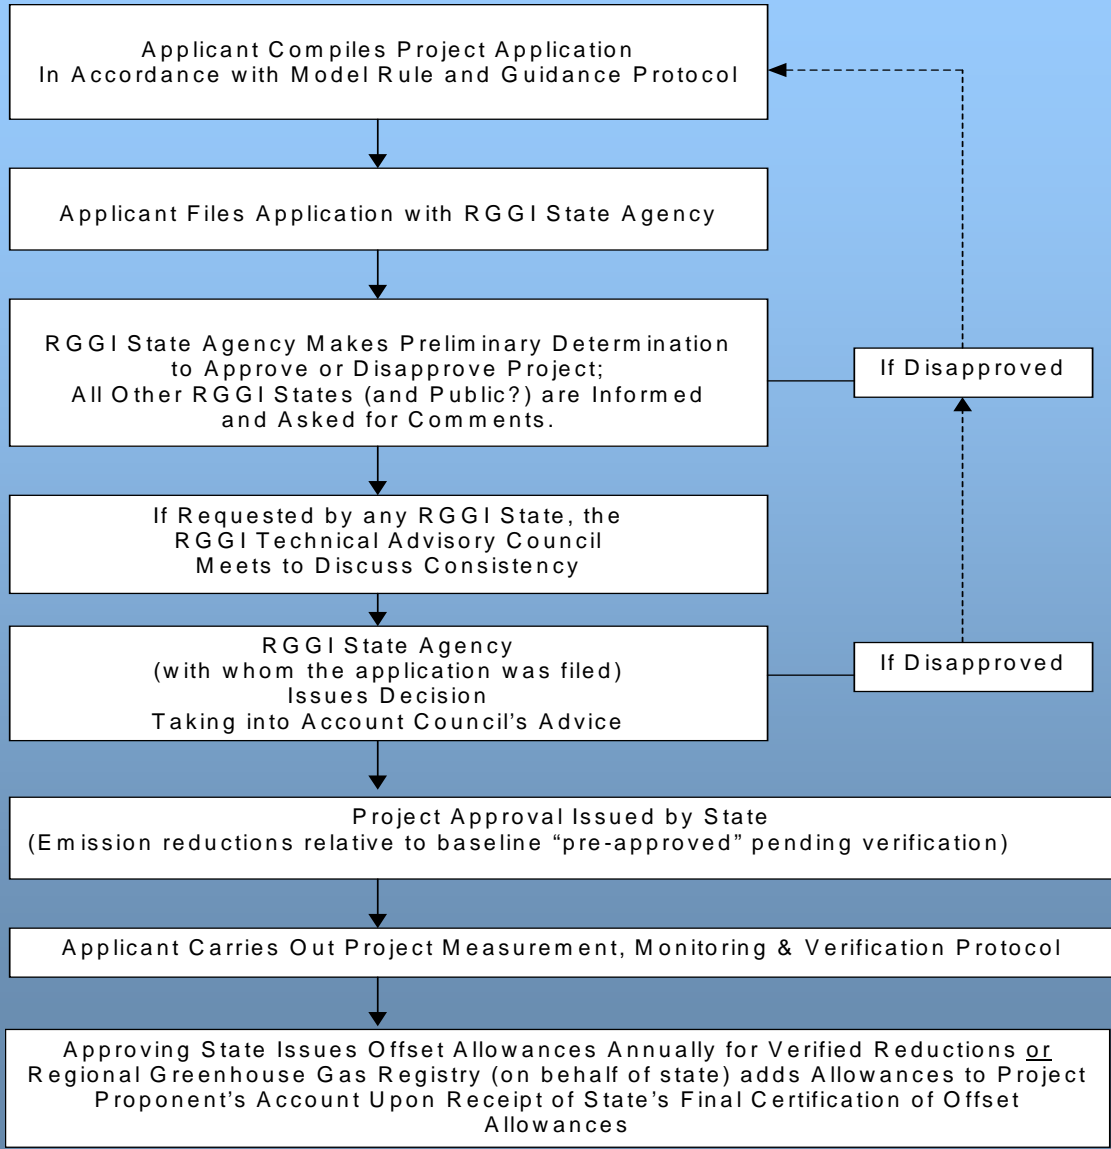 Applicant Compiles Project Application
In Accordance with Model Rule and Guidance Protocol
Applicant Files Application with RGGI State Agency
RGGI State Agency Makes Preliminary Determination
to Approve or Disapprove Project;
All Other RGGI States (and Public?) are Informed
and Asked for Comments.
If Disapproved
If Requested by any RGGI State, the
RGGI Technical Advisory Council
Meets to Discuss Consistency
RGGI State Agency
(with whom the application was filed)
Issues Decision
Taking into Account Council’s Advice
If Disapproved
Project Approval Issued by State
(Emission reductions relative to baseline “pre-approved” pending verification)
Applicant Carries Out Project Measurement, Monitoring & Verification Protocol
Approving State Issues Offset Allowances Annually for Verified Reductions or
Regional Greenhouse Gas Registry (on behalf of state) adds Allowances to Project
Proponent’s Account Upon Receipt of State’s Final Certification of Offset
Allowances